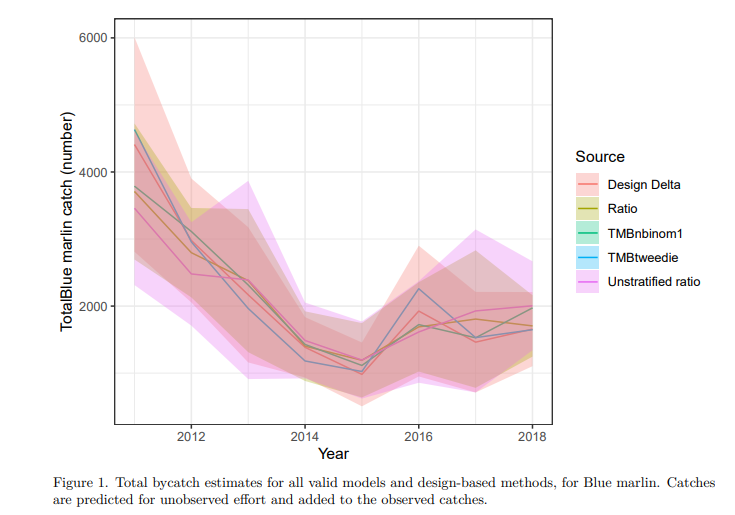 6000
4000
2000
TotalBlue marlin catch (number)
2012
2014
2016
2018
Year
Source
Design Delta
Ratio
TMBnbinom1
TMBtweedie
Unstratified ratio
Figure 1. Total bycatch estimates for all valid models and design-based methods, for Blue marlin. Catches
are predicted for unobserved effort and added to the observed catches.